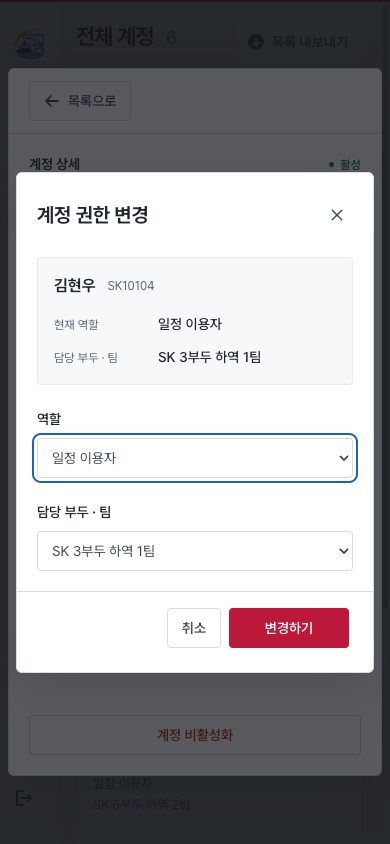 전체 계정 6
목록 내보내기
목록으로
계정 상세
활성
계정 권한 변경
김현우 SK10104
현재 역할 일정 이용자
담당 부두 · 팀 SK 3부두 하역 1팀
역할
일정 이용자
담당 부두 · 팀
SK 3부두 하역 1팀
취소
변경하기
계정 비활성화
일정 이용자
SK 6부두 하역 2팀